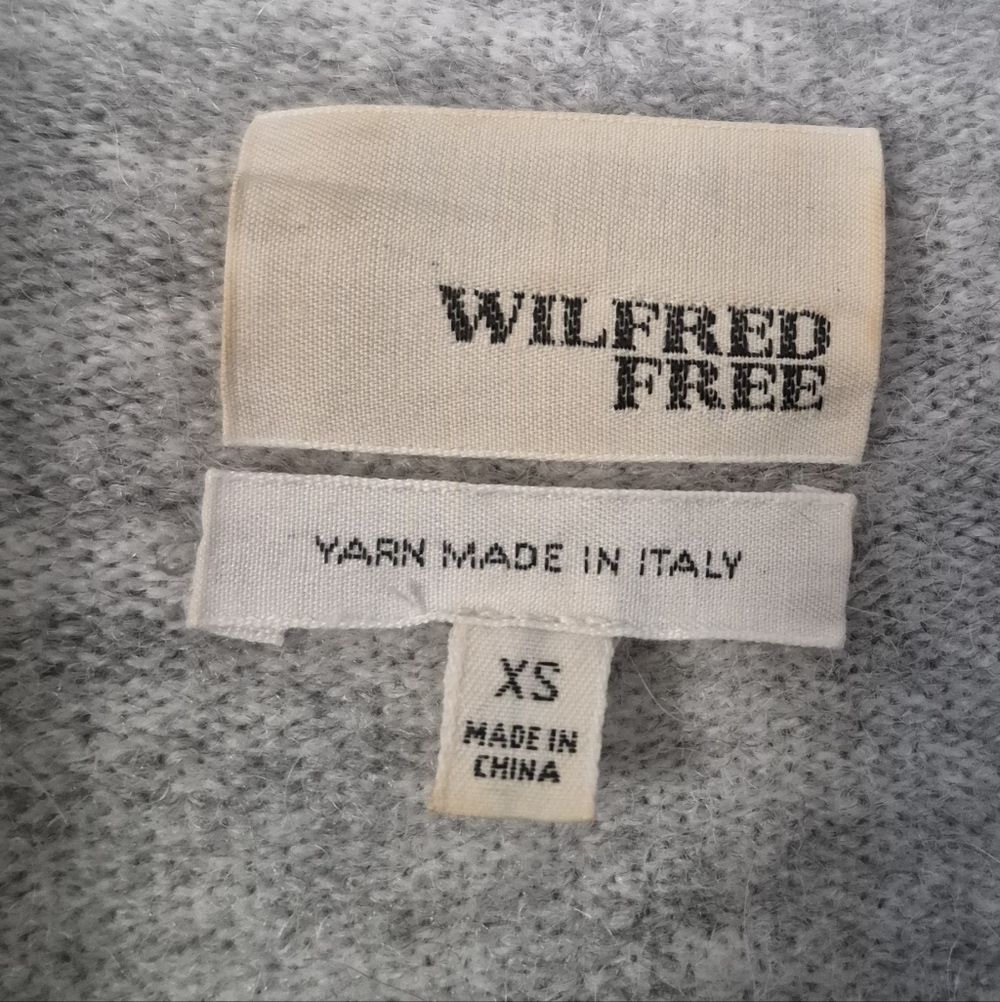 WILFRED
FREE
YARN MADE IN ITALY
XS
MADE IN
CHINA